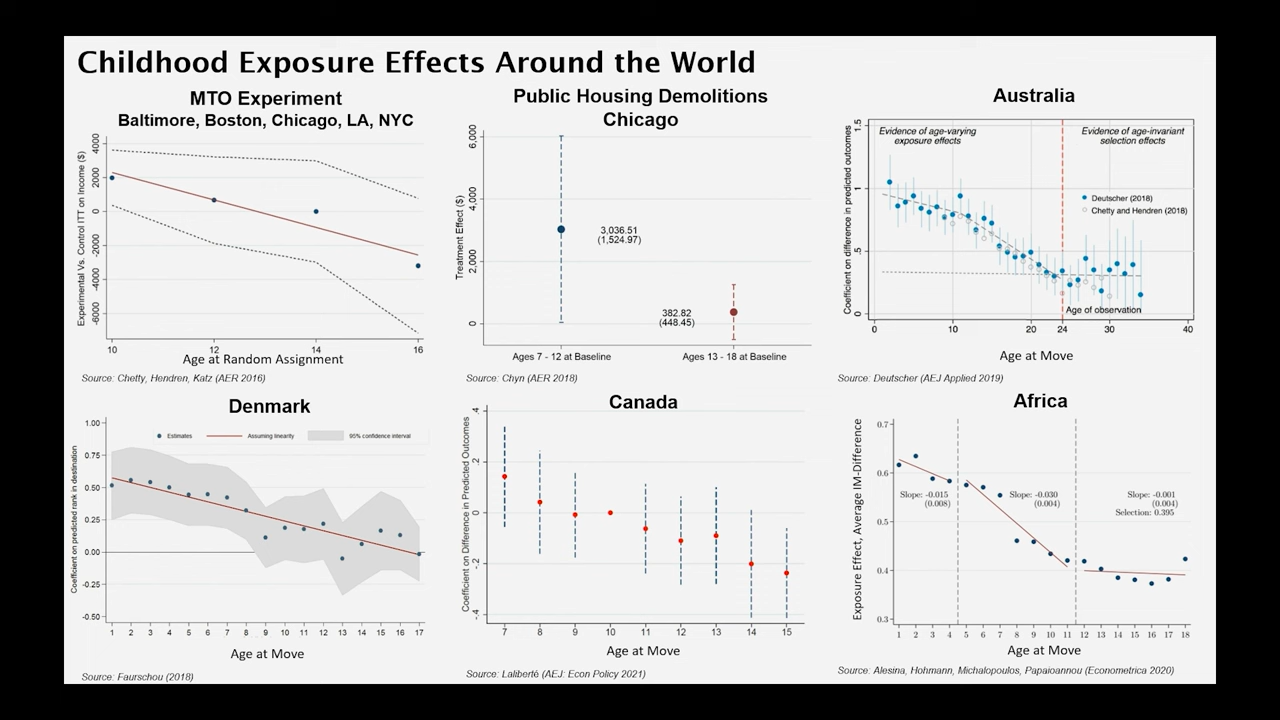 Childhood Exposure Effects Around the World
MTO Experiment
Baltimore, Boston, Chicago, LA, NYC
Experimental Vs. Control ITT on Income ($)
4000
2000
0
-2000
-4000
-6000
10 12 14 16
Age at Random Assignment
Source: Chetty, Hendren, Katz (AER 2016)
Public Housing Demolitions
Chicago
Treatment Effect ($)
6,000
4,000
2,000
0
3,036.51
(1,524.97)
382.82
(448.45)
Ages 7 - 12 at Baseline Ages 13 - 18 at Baseline
Source: Chyn (AER 2018)
Australia
Coefficient on difference in predicted outcomes
1.5
1
.5
0
Evidence of age-varying
exposure effects
Evidence of age-invariant
selection effects
Deutscher (2018)
Chetty and Hendren (2018)
Age of observation
0 10 20 24 30 40
Age at Move
Source: Deutscher (AEJ Applied 2019)
Denmark
Coefficient on predicted rank in destination
1.00
0.75
0.50
0.25
0.00
-0.25
-0.50
Estimates Assuming linearity 95% confidence interval
1 2 3 4 5 6 7 8 9 10 11 12 13 14 15 16 17
Age at Move
Source: Faurschou (2018)
Canada
Coefficient on Difference in Predicted Outcomes
.4
.2
0
-.2
-.4
7 8 9 10 11 12 13 14 15
Age at Move
Source: Laliberté (AEJ: Econ Policy 2021)
Africa
Exposure Effect, Average IM-Difference
0.7
0.6
0.5
0.4
0.3
Slope: -0.015
(0.008)
Slope: -0.030
(0.004)
Slope: -0.001
(0.004)
Selection: 0.395
1 2 3 4 5 6 7 8 9 10 11 12 13 14 15 16 17 18
Age at Move
Source: Alesina, Hohmann, Michalopoulos, Papaioannou (Econometrica 2020)